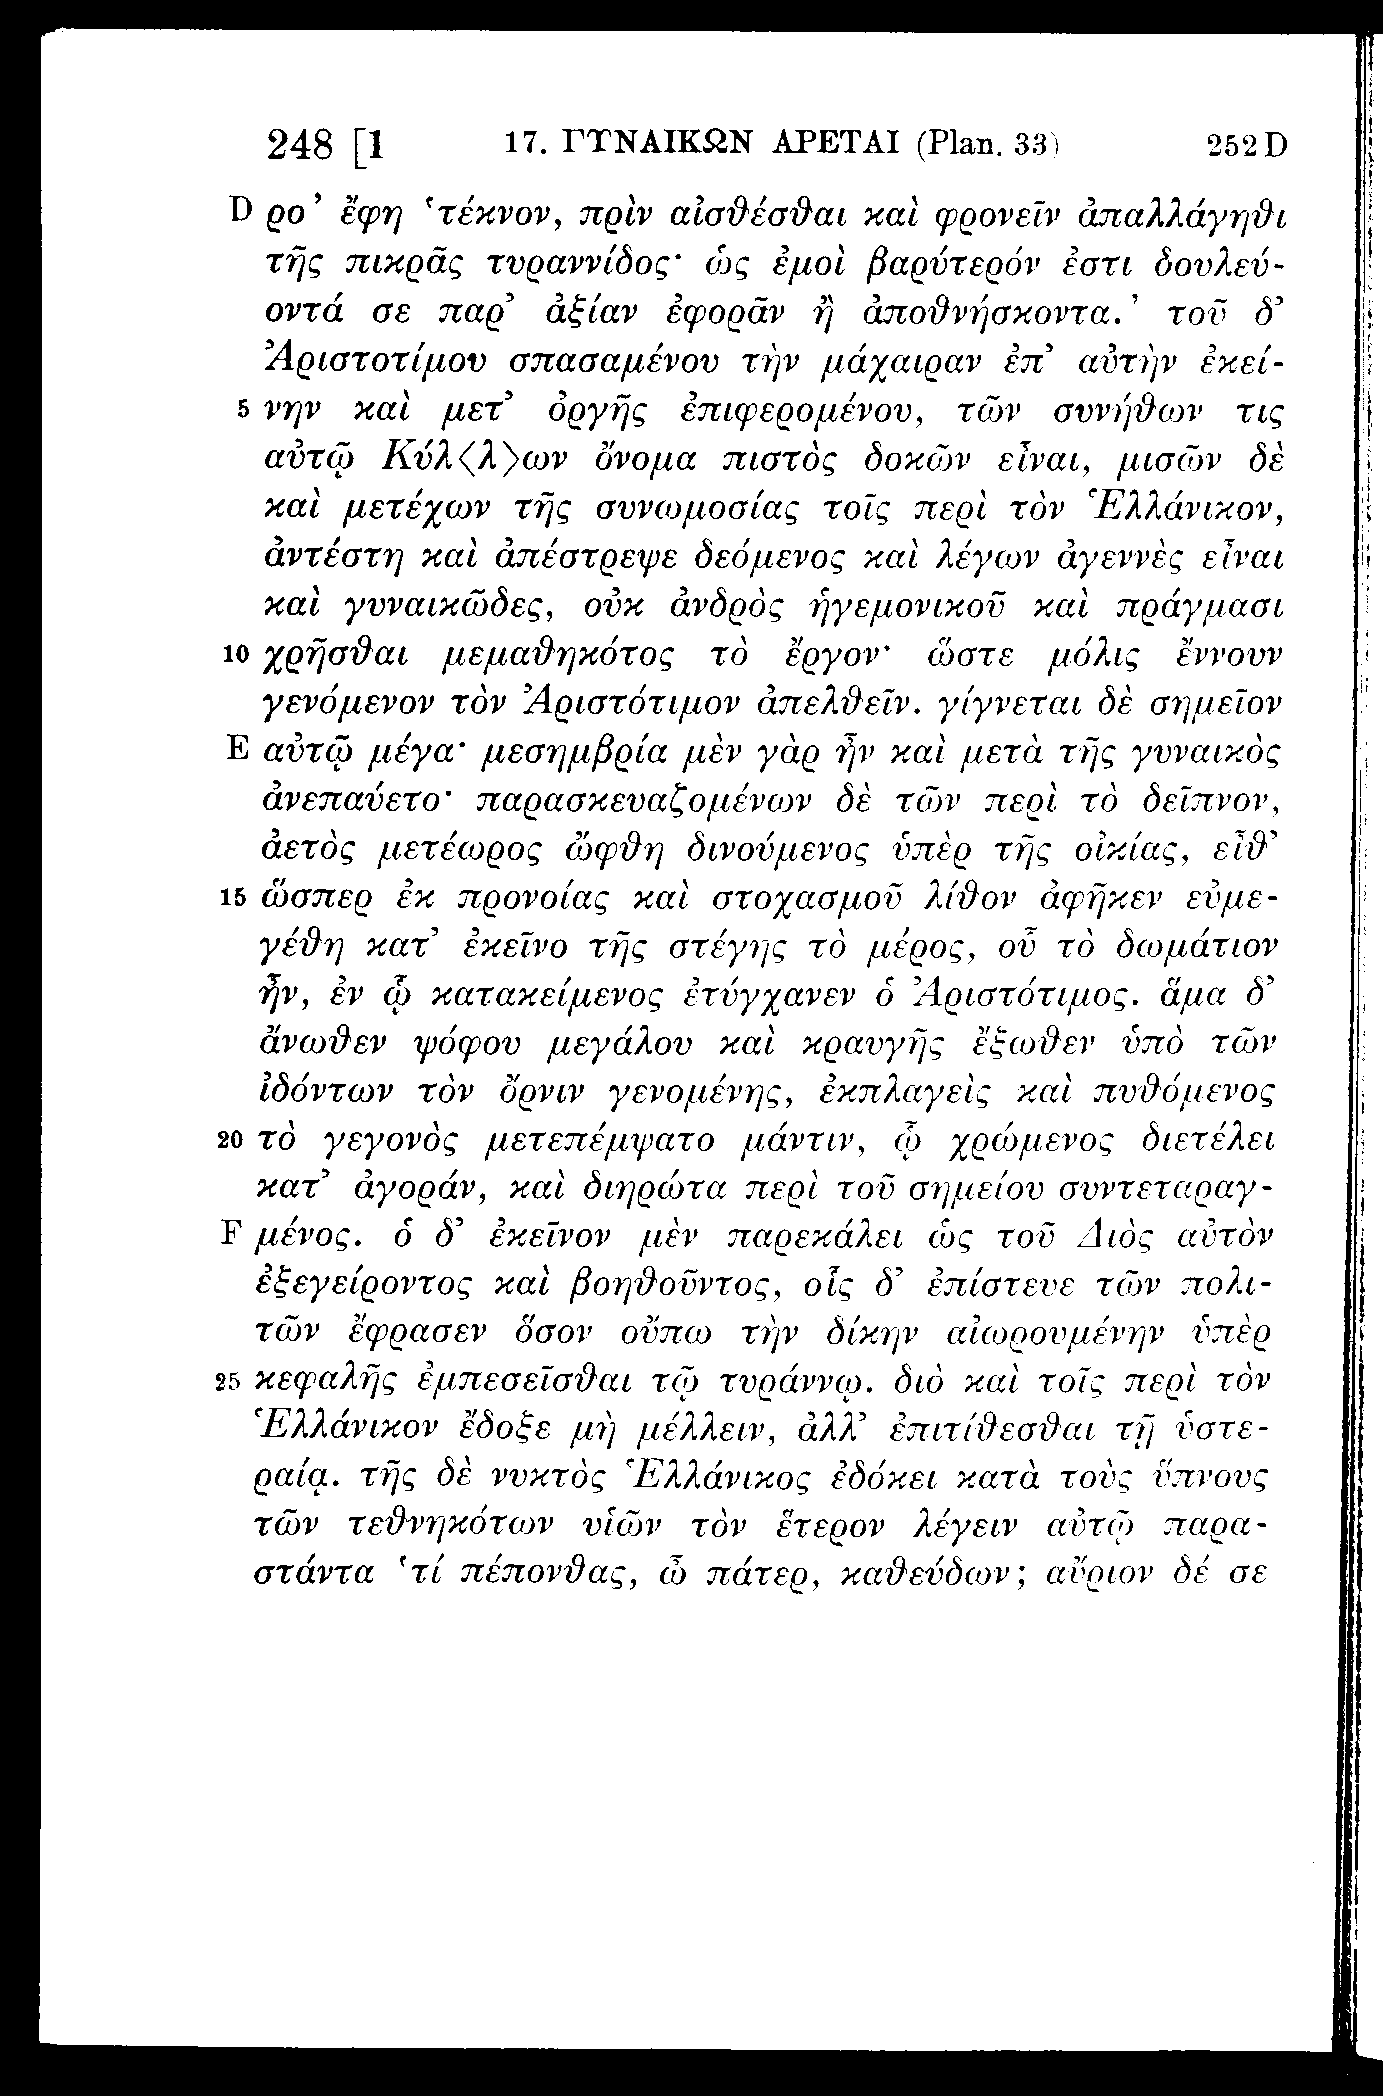 248 [1 17. ΓΥΝΑΙΚΩΝ ΑΡΕΤΑΙ (Plan. 33) 252 D
D ρο’ ἔφη ‘τέκνον, πρὶν αἰσθέσθαι καὶ φρονεῖν ἀπαλλάγηθι
τῆς πικρᾶς τυραννίδος· ὡς ἐμοὶ βαρύτερόν ἐστι δουλεύ-
οντά σε παρ’ ἀξίαν ἐφορᾶν ἢ ἀποθνήσκοντα.’ τοῦ δ’
Ἀριστοτίμου σπασαμένου τὴν μάχαιραν ἐπ’ αὐτὴν ἐκεί-
5 νην καὶ μετ’ ὀργῆς ἐπιφερομένου, τῶν συνήθων τις
αὐτῷ Κύλ⟨λ⟩ων ὄνομα πιστὸς δοκῶν εἶναι, μισῶν δὲ
καὶ μετέχων τῆς συνωμοσίας τοῖς περὶ τὸν Ἑλλάνικον,
ἀντέστη καὶ ἀπέστρεψε δεόμενος καὶ λέγων ἀγεννὲς εἶναι
καὶ γυναικῶδες, οὐκ ἀνδρὸς ἡγεμονικοῦ καὶ πράγμασι
10 χρῆσθαι μεμαθηκότος τὸ ἔργον· ὥστε μόλις ἔννουν
γενόμενον τὸν Ἀριστότιμον ἀπελθεῖν. γίγνεται δὲ σημεῖον
E αὐτῷ μέγα· μεσημβρία μὲν γὰρ ἦν καὶ μετὰ τῆς γυναικὸς
ἀνεπαύετο· παρασκευαζομένων δὲ τῶν περὶ τὸ δεῖπνον,
ἀετὸς μετέωρος ὤφθη δινούμενος ὑπὲρ τῆς οἰκίας, εἶθ’
15 ὥσπερ ἐκ προνοίας καὶ στοχασμοῦ λίθον ἀφῆκεν εὐμε-
γέθη κατ’ ἐκεῖνο τῆς στέγης τὸ μέρος, οὗ τὸ δωμάτιον
ἦν, ἐν ᾧ κατακείμενος ἐτύγχανεν ὁ Ἀριστότιμος. ἅμα δ’
ἄνωθεν ψόφου μεγάλου καὶ κραυγῆς ἔξωθεν ὑπὸ τῶν
ἰδόντων τὸν ὄρνιν γενομένης, ἐκπλαγεὶς καὶ πυθόμενος
20 τὸ γεγονὸς μετεπέμψατο μάντιν, ᾧ χρώμενος διετέλει
κατ’ ἀγοράν, καὶ διηρώτα περὶ τοῦ σημείου συντεταραγ-
F μένος. ὁ δ’ ἐκεῖνον μὲν παρεκάλει ὡς τοῦ Διὸς αὐτὸν
ἐξεγείροντος καὶ βοηθοῦντος, οἷς δ’ ἐπίστευε τῶν πολι-
τῶν ἔφρασεν ὅσον οὔπω τὴν δίκην αἰωρουμένην ὑπὲρ
25 κεφαλῆς ἐμπεσεῖσθαι τῷ τυράννῳ. διὸ καὶ τοῖς περὶ τὸν
Ἑλλάνικον ἔδοξε μὴ μέλλειν, ἀλλ’ ἐπιτίθεσθαι τῇ ὑστε-
ραίᾳ. τῆς δὲ νυκτὸς Ἑλλάνικος ἐδόκει κατὰ τοὺς ὕπνους
τῶν τεθνηκότων υἱῶν τὸν ἕτερον λέγειν αὐτῷ παρα-
στάντα ‘τί πέπονθας, ὦ πάτερ, καθεύδων; αὔριον δέ σε